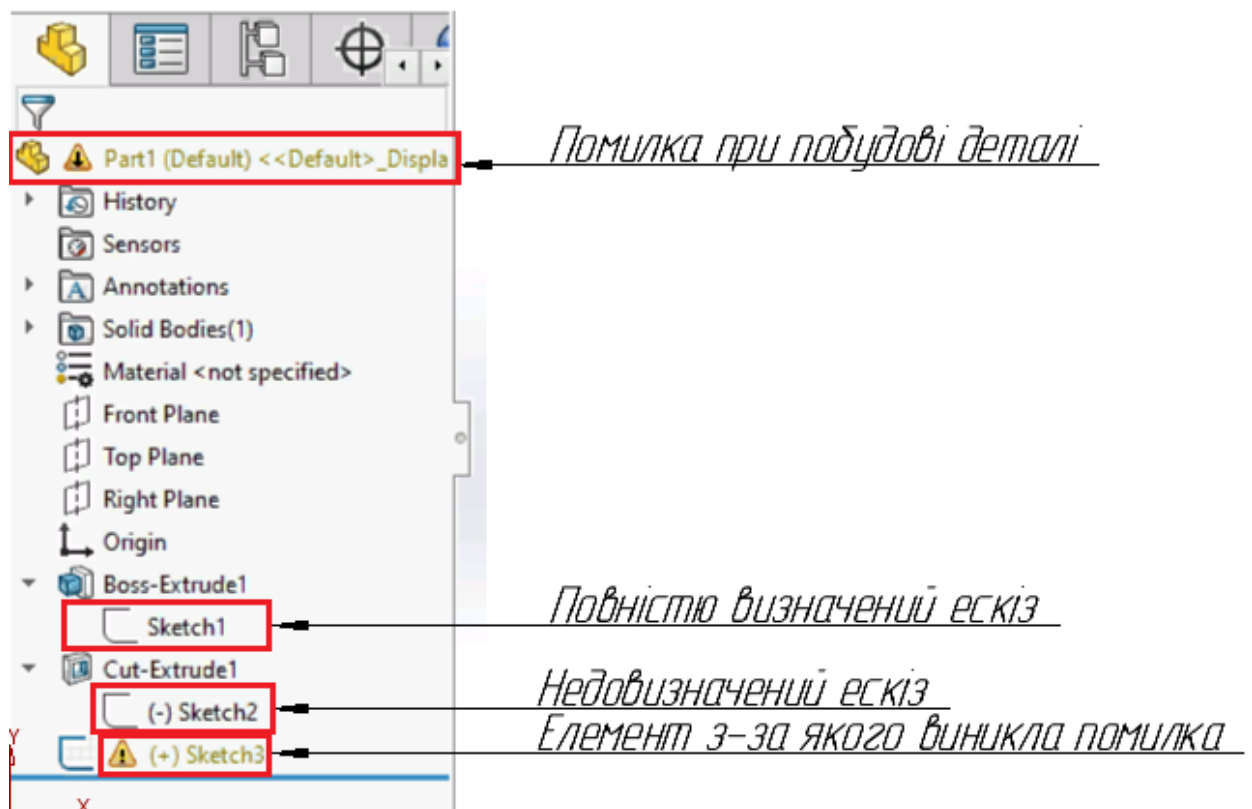 Part1 (Default) <<Default>_Displa
Помилка при побудові деталі
History
Sensors
Annotations
Solid Bodies(1)
Material <not specified>
Front Plane
Top Plane
Right Plane
Origin
Boss-Extrude1
Sketch1
Повністю визначений ескіз
Cut-Extrude1
(-) Sketch2
Недовизначений ескіз
(+) Sketch3
Елемент з-за якого виникла помилка
Y
X